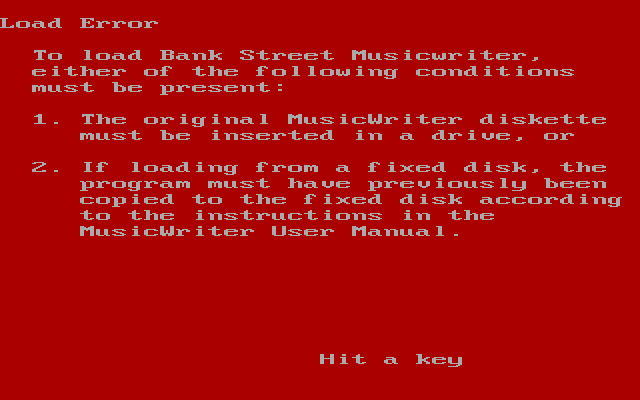 Load Error
To load Bank Street Musicwriter,
either of the following conditions
must be present:
1. The original MusicWriter diskette
must be inserted in a drive, or
2. If loading from a fixed disk, the
program must have previously been
copied to the fixed disk according
to the instructions in the
MusicWriter User Manual.
Hit a key